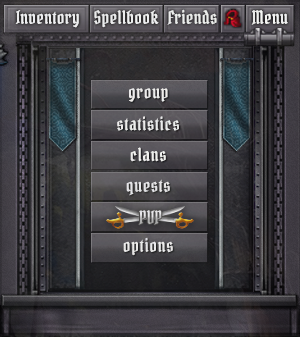 Inventory Spellbook Friends Menu
group
statistics
clans
quests
pvp
options